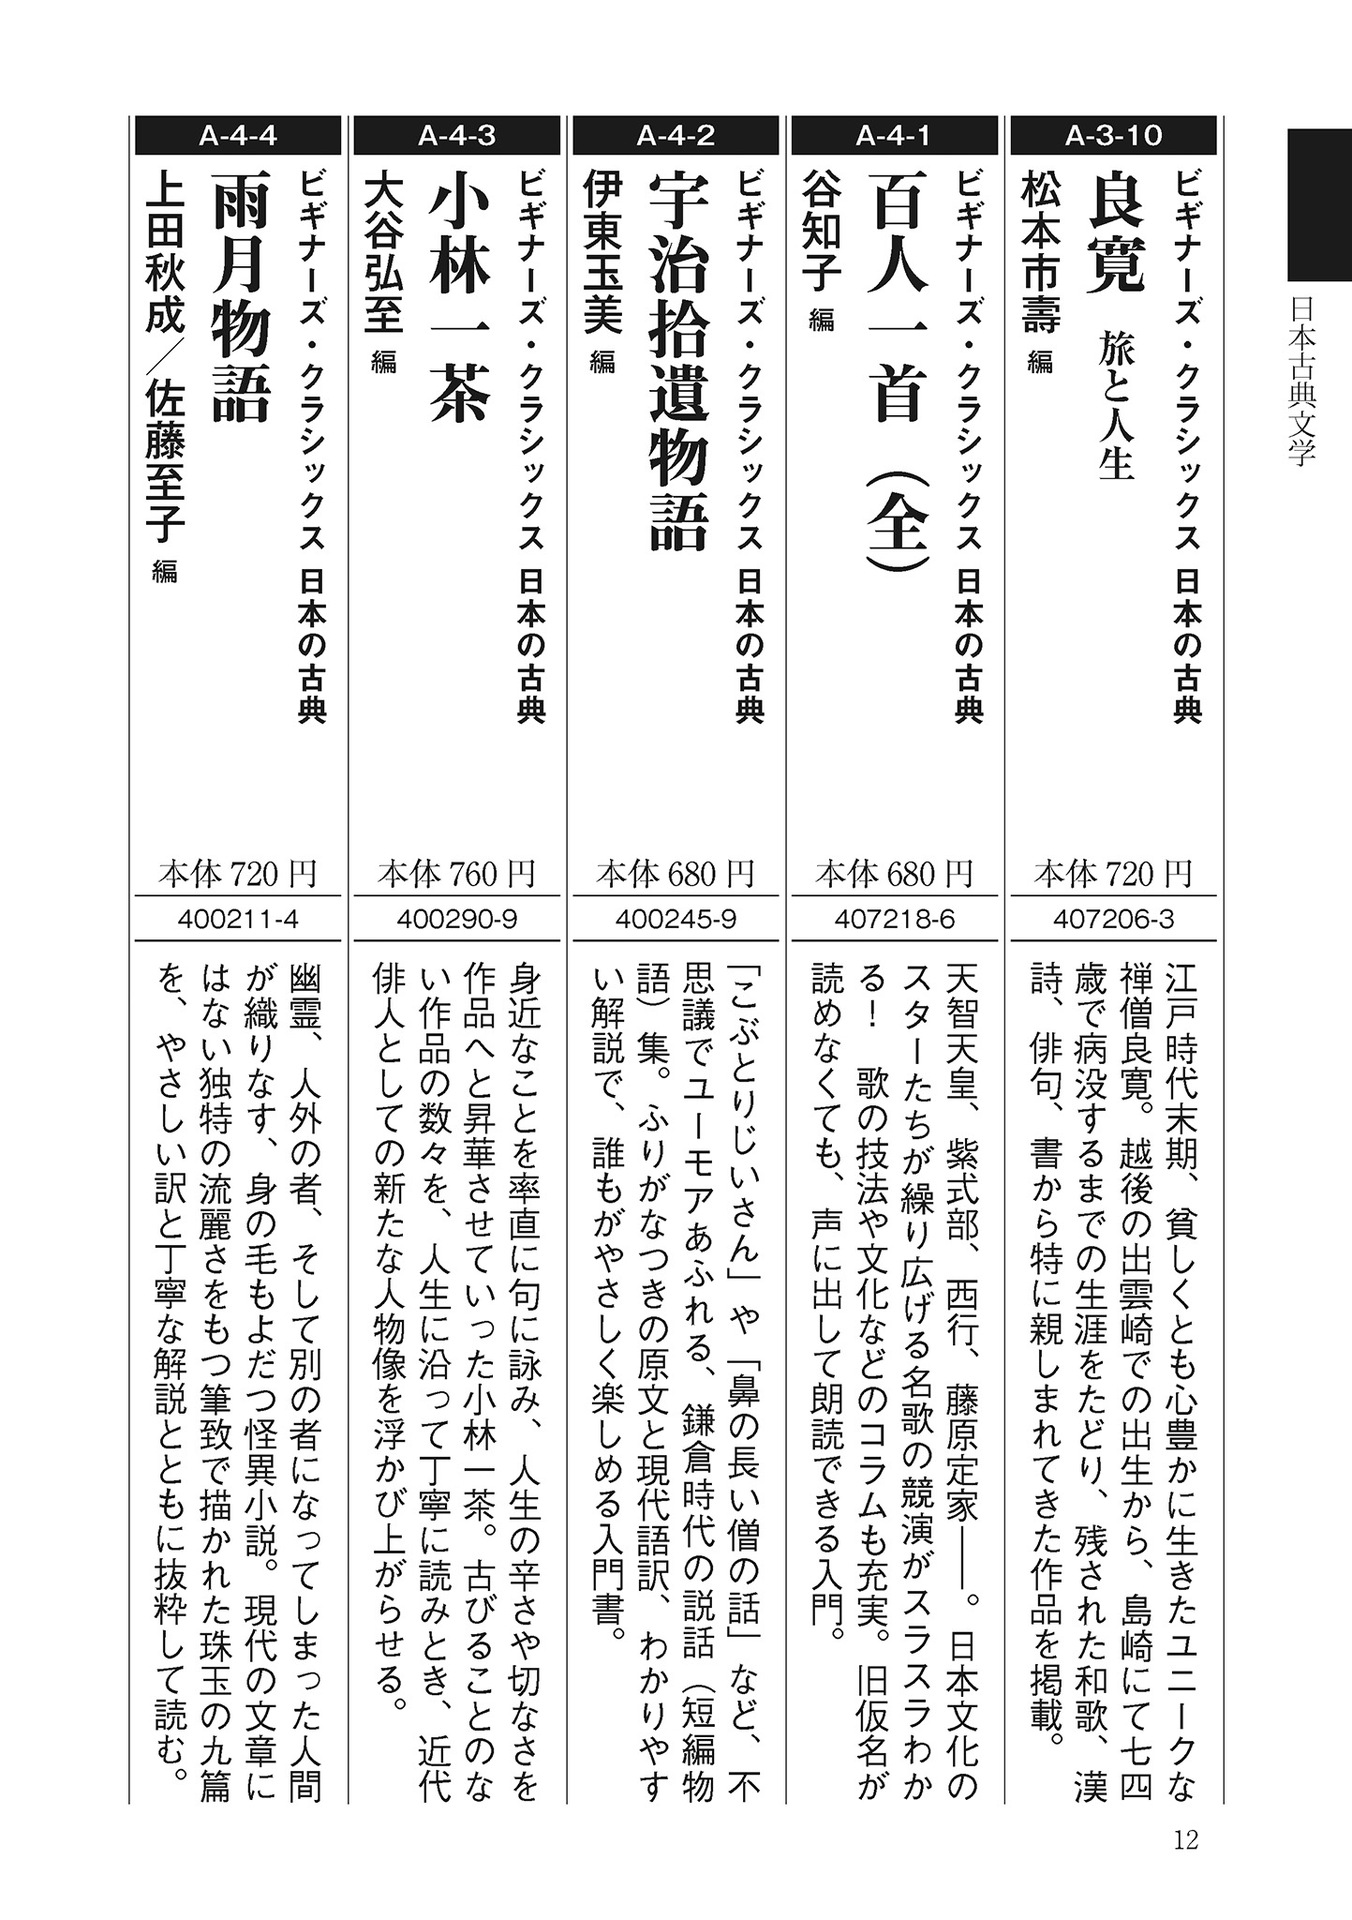 日本古典文学
A-3-10
ビギナーズ・クラシックス 日本の古典
良寛 旅と人生
松本市壽 編
本体 720 円
407206-3
江戸時代末期、貧しくとも心豊かに生きたユニークな
禅僧良寛。越後の出雲崎での出生から、島崎にて七四
歳で病没するまでの生涯をたどり、残された和歌、漢
詩、俳句、書から特に親しまれてきた作品を掲載。
A-4-1
ビギナーズ・クラシックス 日本の古典
百人一首（全）
谷知子 編
本体 680 円
407218-6
天智天皇、紫式部、西行、藤原定家――。日本文化の
スターたちが繰り広げる名歌の競演がスラスラわか
る！ 歌の技法や文化などのコラムも充実。旧仮名が
読めなくても、声に出して朗読できる入門。
A-4-2
ビギナーズ・クラシックス 日本の古典
宇治拾遺物語
伊東玉美 編
本体 680 円
400245-9
「こぶとりじいさん」や「鼻の長い僧の話」など、不
思議でユーモアあふれる、鎌倉時代の説話（短編物
語）集。ふりがなつきの原文と現代語訳、わかりやす
い解説で、誰もがやさしく楽しめる入門書。
A-4-3
ビギナーズ・クラシックス 日本の古典
小林一茶
大谷弘至 編
本体 760 円
400290-9
身近なことを率直に句に詠み、人生の辛さや切なさを
作品へと昇華させていった小林一茶。古びることのな
い作品の数々を、人生に沿って丁寧に読みとき、近代
俳人としての新たな人物像を浮かび上がらせる。
A-4-4
ビギナーズ・クラシックス 日本の古典
雨月物語
上田秋成／佐藤至子 編
本体 720 円
400211-4
幽霊、人外の者、そして別の者になってしまった人間
が織りなす、身の毛もよだつ怪異小説。現代の文章に
はない独特の流麗さをもつ筆致で描かれた珠玉の九篇
を、やさしい訳と丁寧な解説とともに抜粋して読む。
12